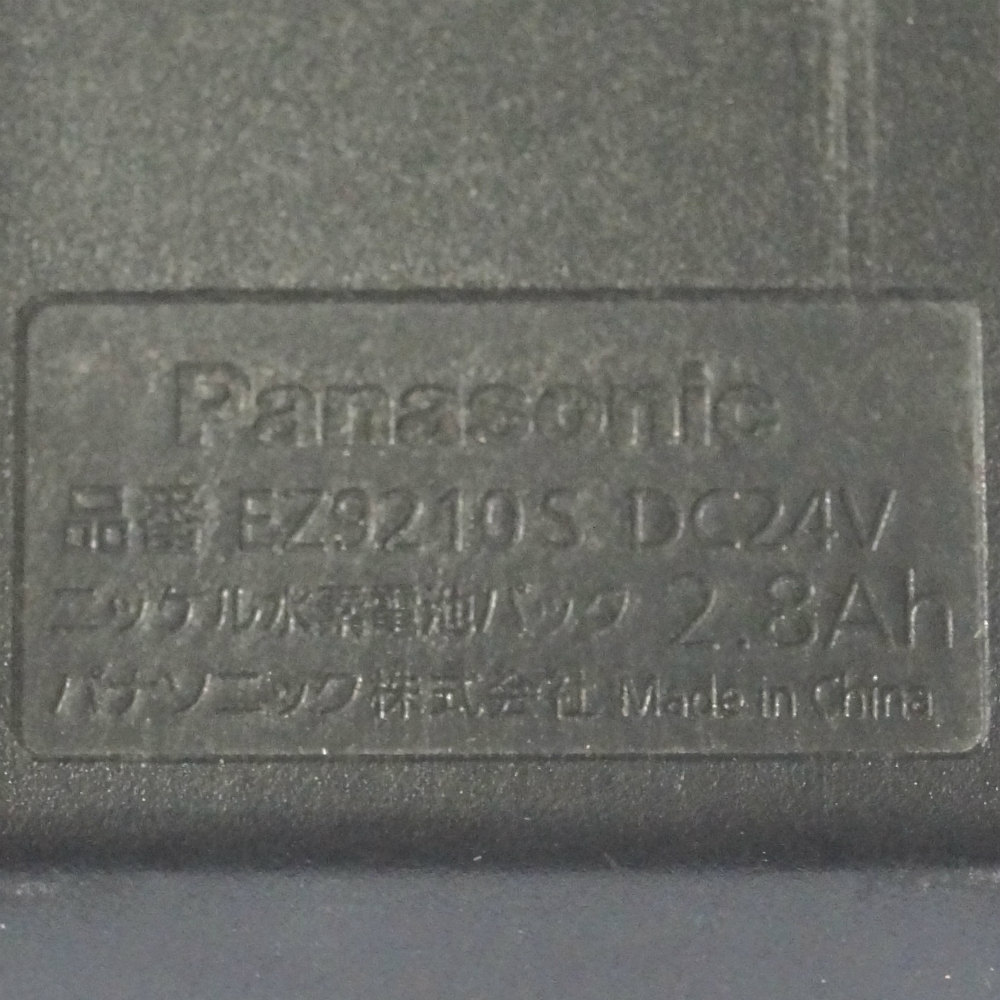 Panasonic
品番 EZ9210S DC24V
ニッケル水素電池パック 2.8Ah
パナソニック株式会社 Made in China